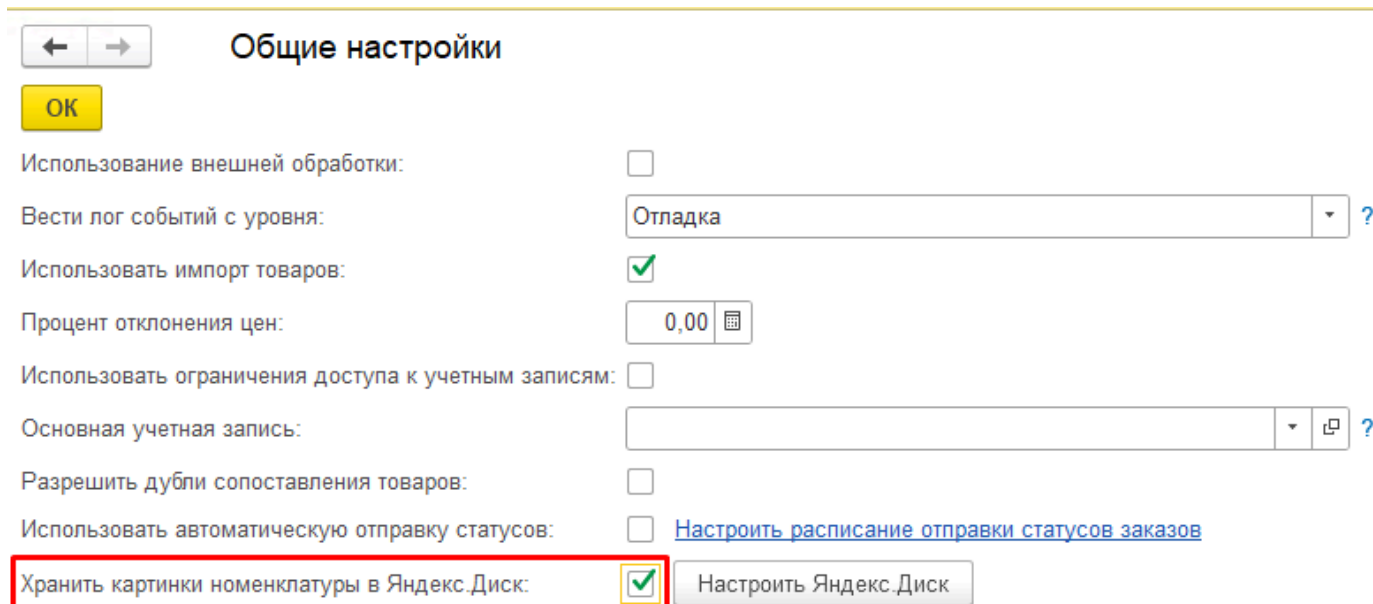 Общие настройки
ОК
Использование внешней обработки:
Вести лог событий с уровня: Отладка ?
Использовать импорт товаров:
Процент отклонения цен: 0,00
Использовать ограничения доступа к учетным записям:
Основная учетная запись: ?
Разрешить дубли сопоставления товаров:
Использовать автоматическую отправку статусов: Настроить расписание отправки статусов заказов
Хранить картинки номенклатуры в Яндекс.Диск: Настроить Яндекс.Диск